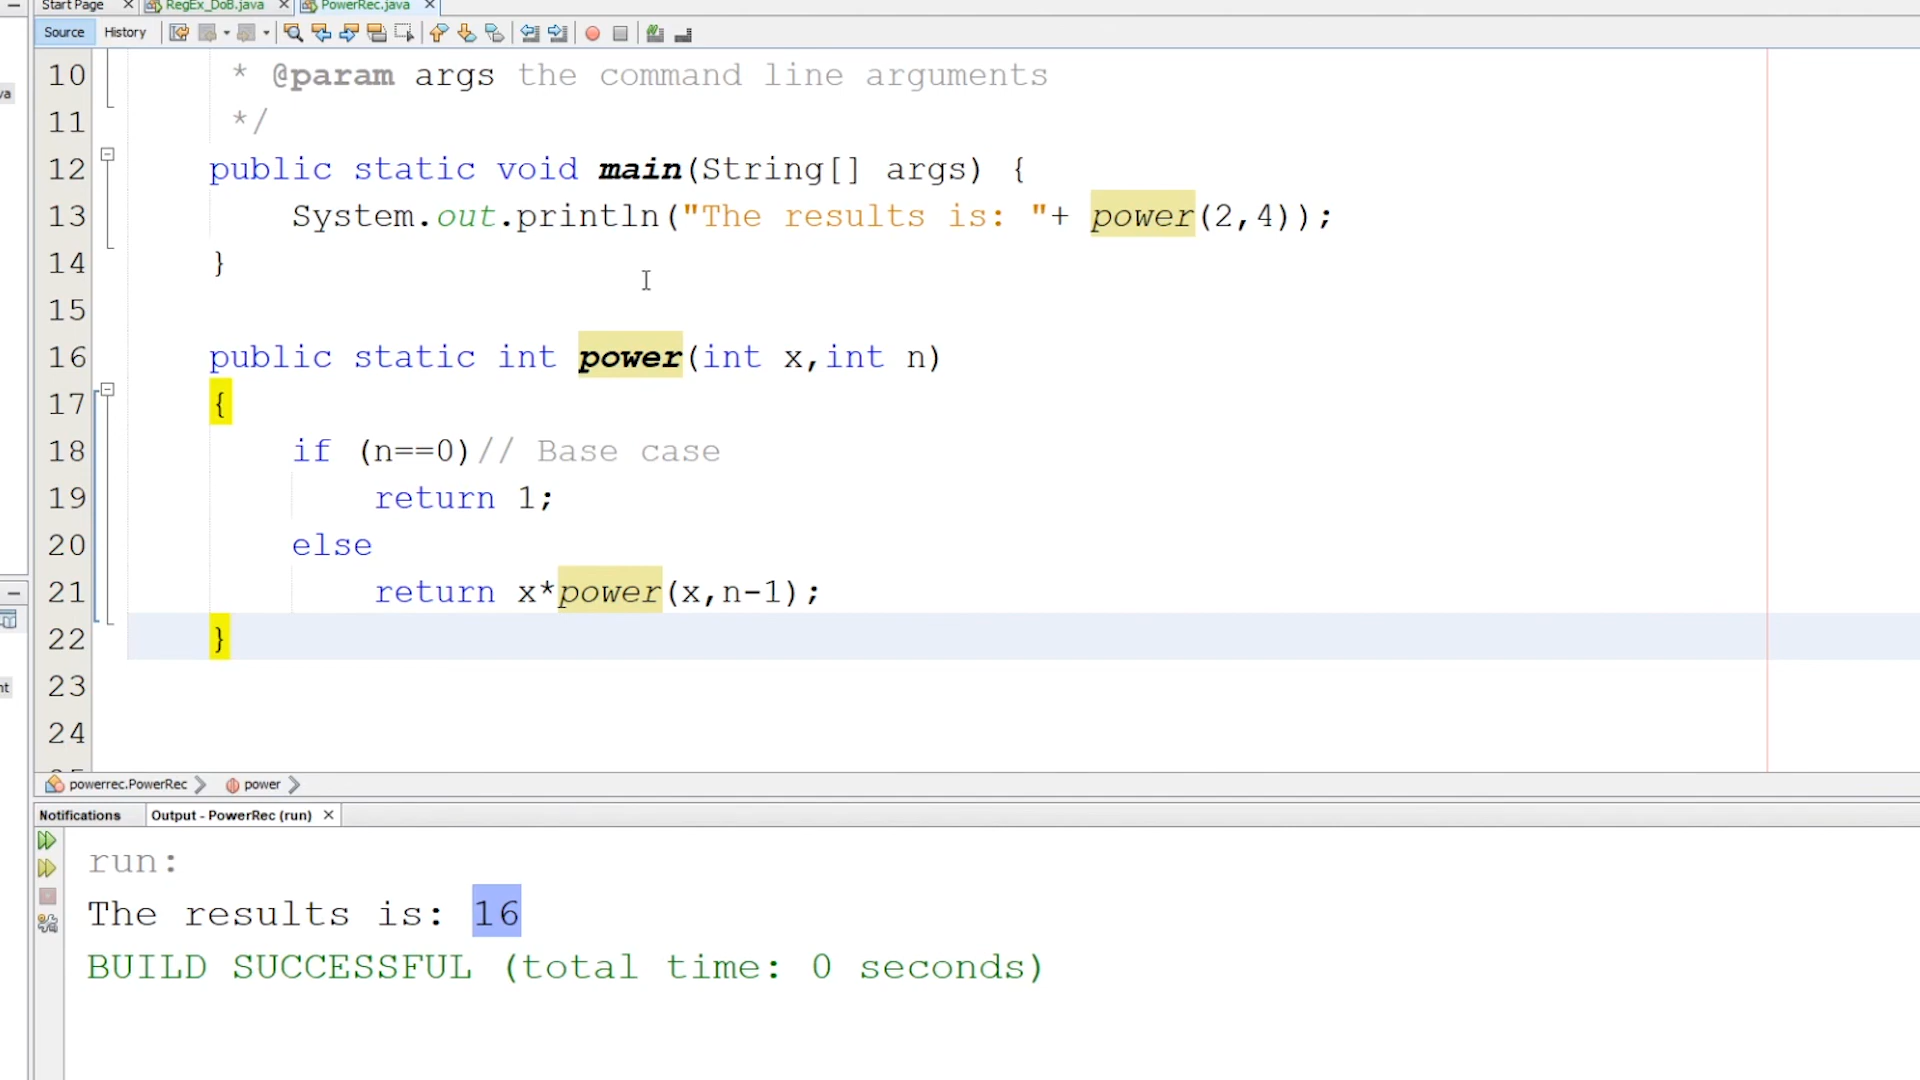 Start Page RegEx_DoB.java PowerRec.java
Source History
va
10 * @param args the command line arguments
11 */
12 public static void main(String[] args) {
13 System.out.println("The results is: "+ power(2,4));
14 }
15
16 public static int power(int x,int n)
17 {
18 if (n==0)// Base case
19 return 1;
20 else
21 return x*power(x,n-1);
22 }
nt
23
24
powerrec.PowerRec power
Notifications Output - PowerRec (run)
run:
The results is: 16
BUILD SUCCESSFUL (total time: 0 seconds)